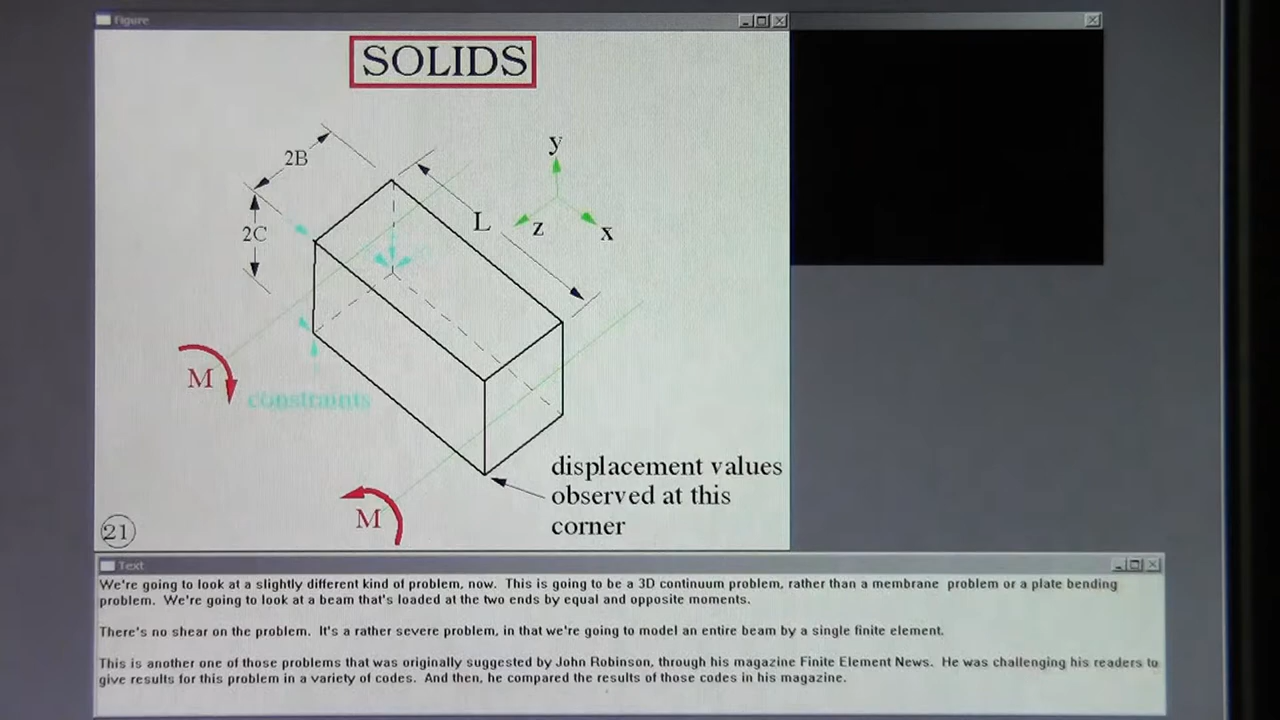 Figure
SOLIDS
2B
y
L
2C
z
x
M
constraints
displacement values
observed at this
corner
M
21
Text
We're going to look at a slightly different kind of problem, now. This is going to be a 3D continuum problem, rather than a membrane problem or a plate bending
problem. We're going to look at a beam that's loaded at the two ends by equal and opposite moments.
There's no shear on the problem. It's a rather severe problem, in that we're going to model an entire beam by a single finite element.
This is another one of those problems that was originally suggested by John Robinson, through his magazine Finite Element News. He was challenging his readers to
give results for this problem in a variety of codes. And then, he compared the results of those codes in his magazine.